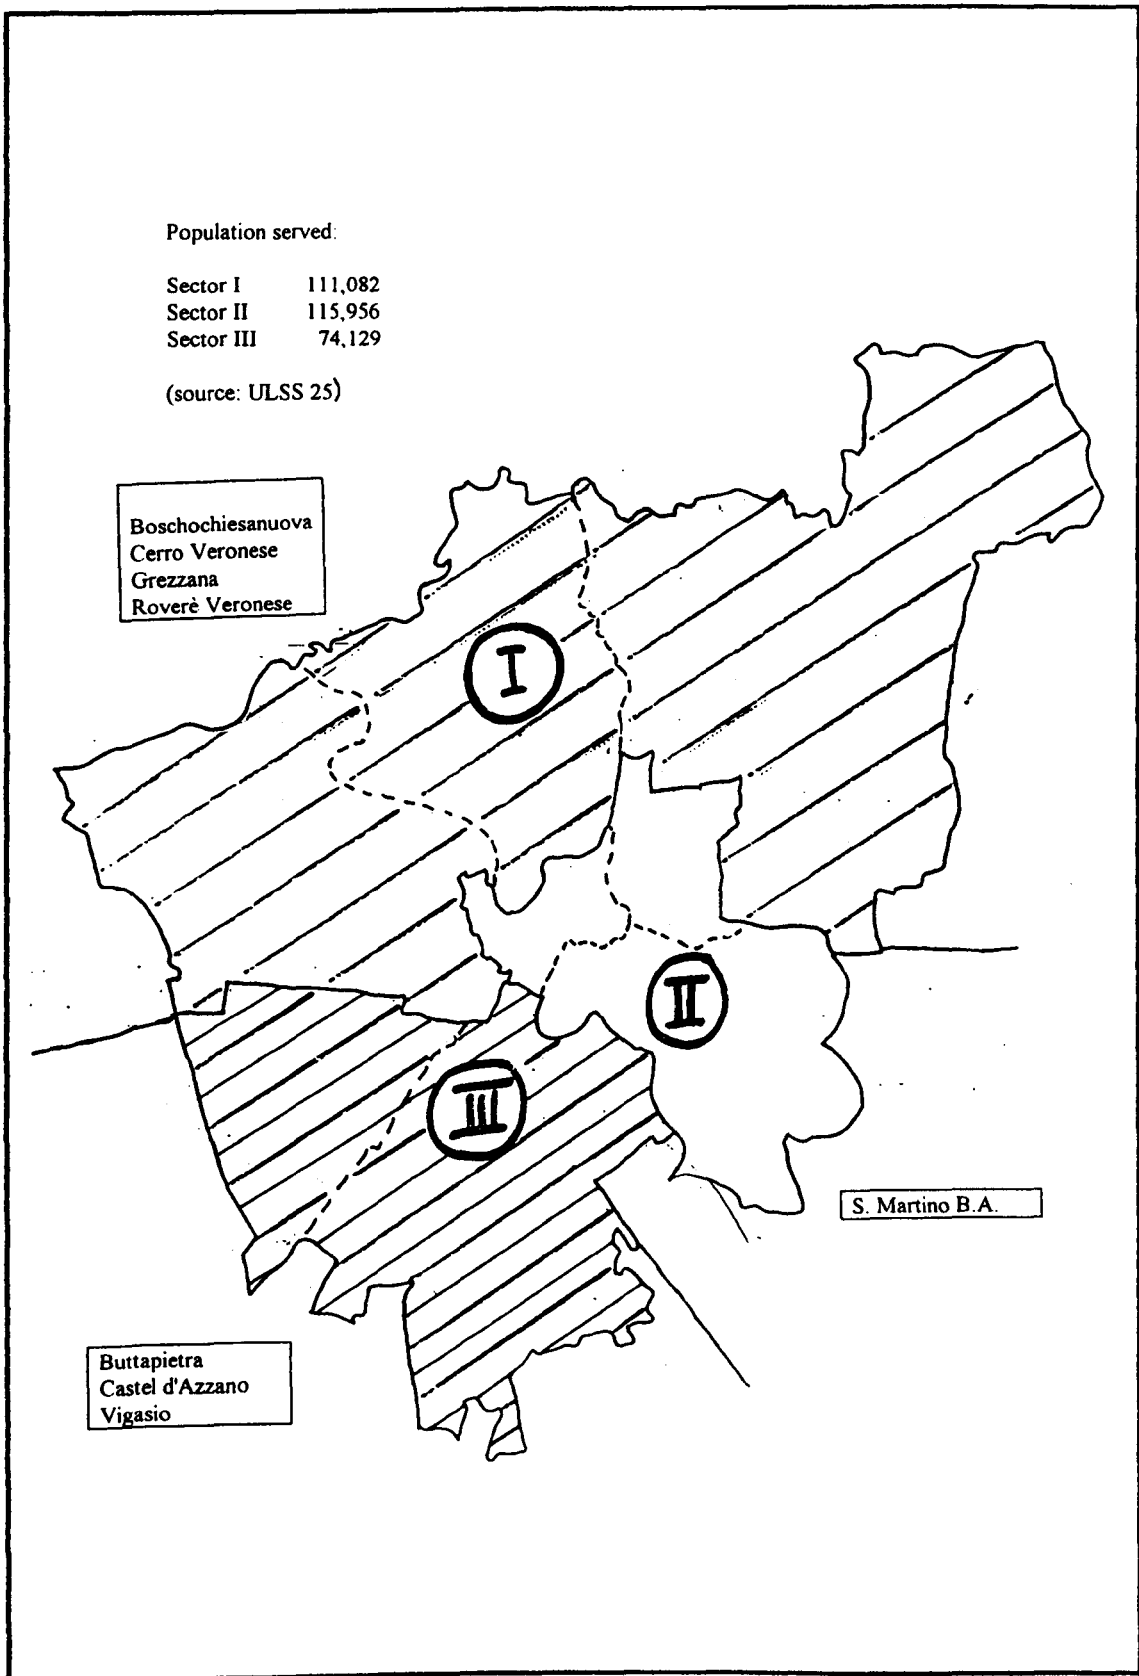 Population served:
Sector I 111,082
Sector II 115,956
Sector III 74,129
(source: ULSS 25)
Boschochiesanuova
Cerro Veronese
Grezzana
Roverè Veronese
I
II
III
S. Martino B.A.
Buttapietra
Castel d'Azzano
Vigasio